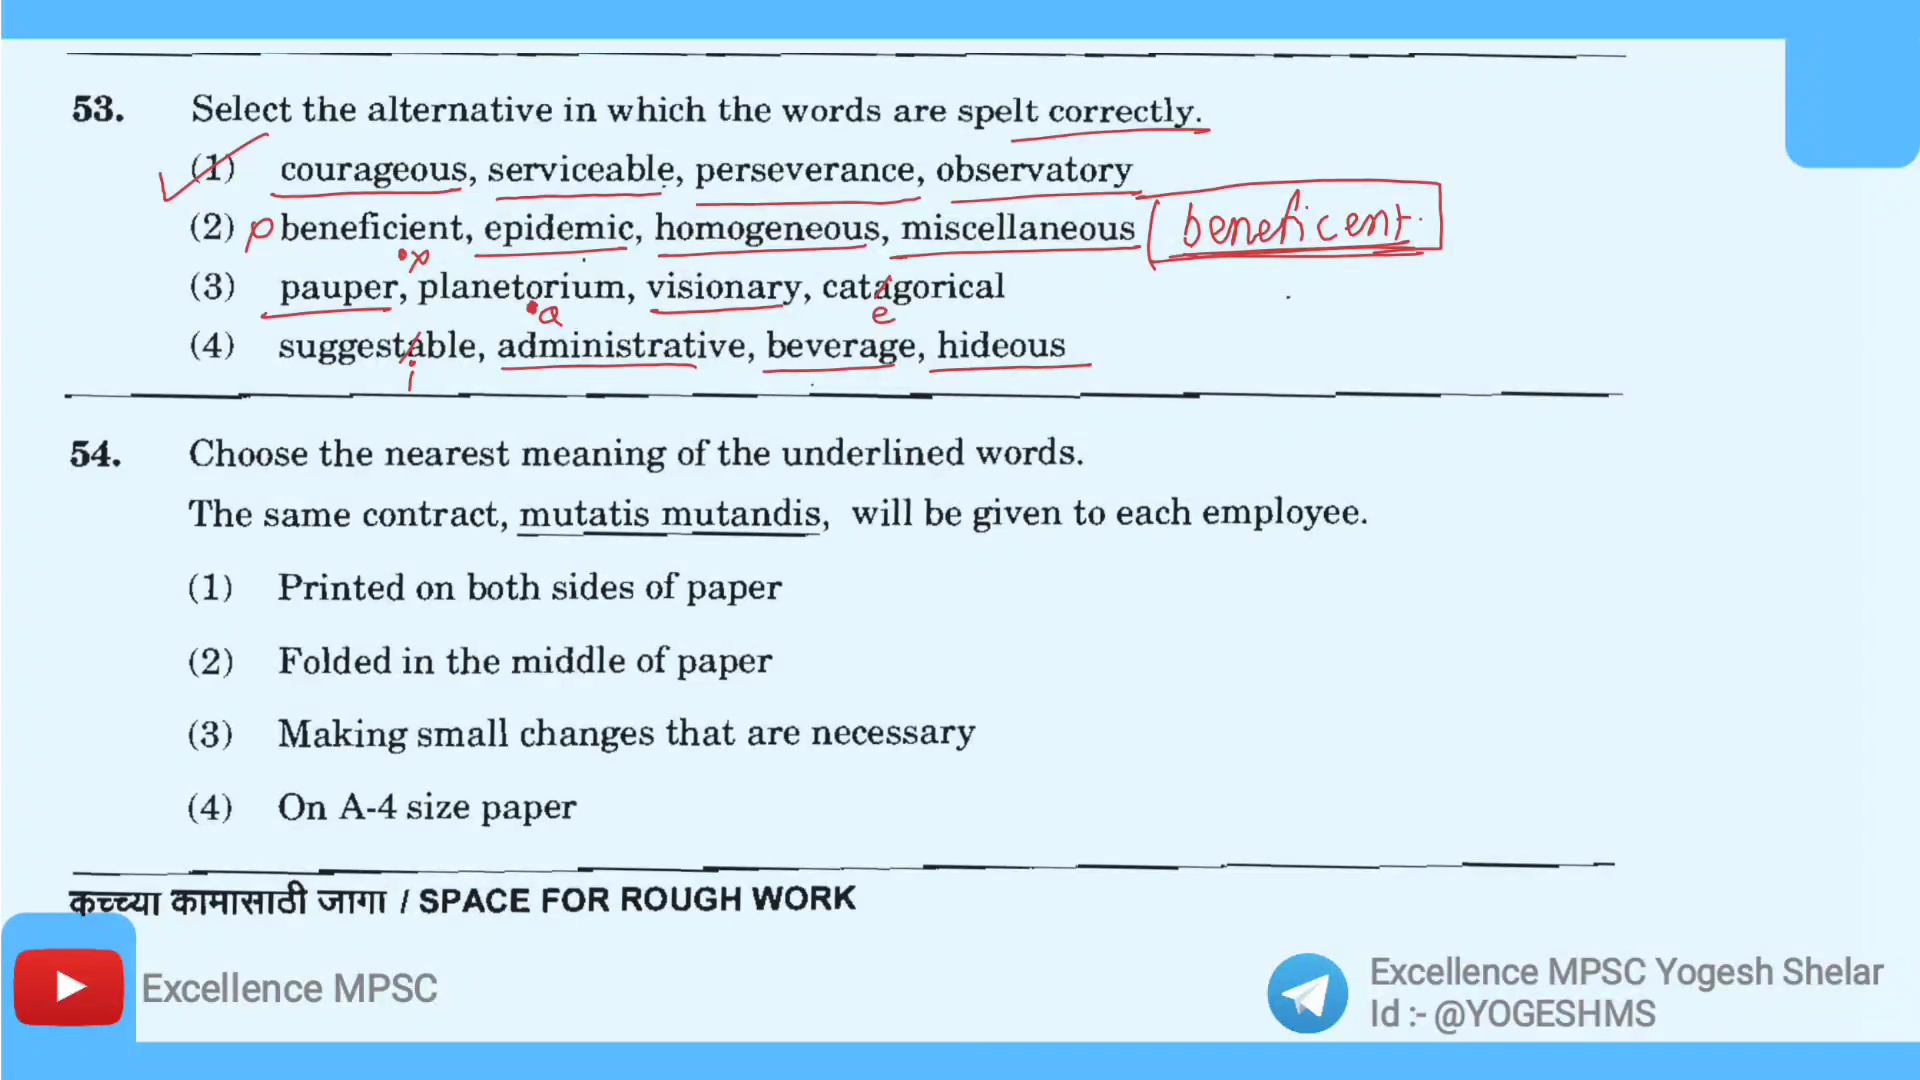 53. Select the alternative in which the words are spelt correctly.
(1) courageous, serviceable, perseverance, observatory
(2) beneficient, epidemic, homogeneous, miscellaneous beneficent.
(3) pauper, planetorium, visionary, catagorical
a e
(4) suggestable, administrative, beverage, hideous
i
54. Choose the nearest meaning of the underlined words.
The same contract, mutatis mutandis, will be given to each employee.
(1) Printed on both sides of paper
(2) Folded in the middle of paper
(3) Making small changes that are necessary
(4) On A-4 size paper
कच्च्या कामासाठी जागा / SPACE FOR ROUGH WORK
Excellence MPSC
Excellence MPSC Yogesh Shelar
Id :- @YOGESHMS